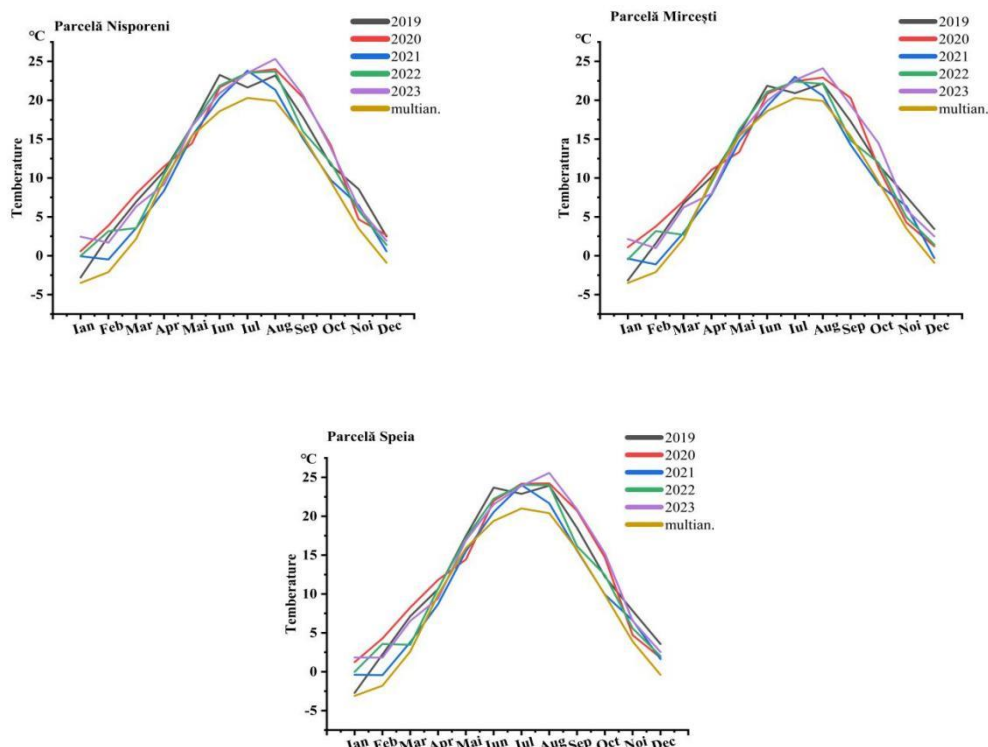 Parcelă Nisporeni
°C
25
20
15
10
5
0
-5
Temberature
Ian Feb Mar Apr Mai Iun Iul Aug Sep Oct Noi Dec
2019
2020
2021
2022
2023
multian.
Parcelă Mircești
°C
25
20
15
10
5
0
-5
Temberatura
Ian Feb Mar Apr Mai Iun Iul Aug Sep Oct Noi Dec
2019
2020
2021
2022
2023
multian.
Parcelă Speia
°C
25
20
15
10
5
0
-5
Temberature
Ian Feb Mar Apr Mai Iun Iul Aug Sep Oct Noi Dec
2019
2020
2021
2022
2023
multian.